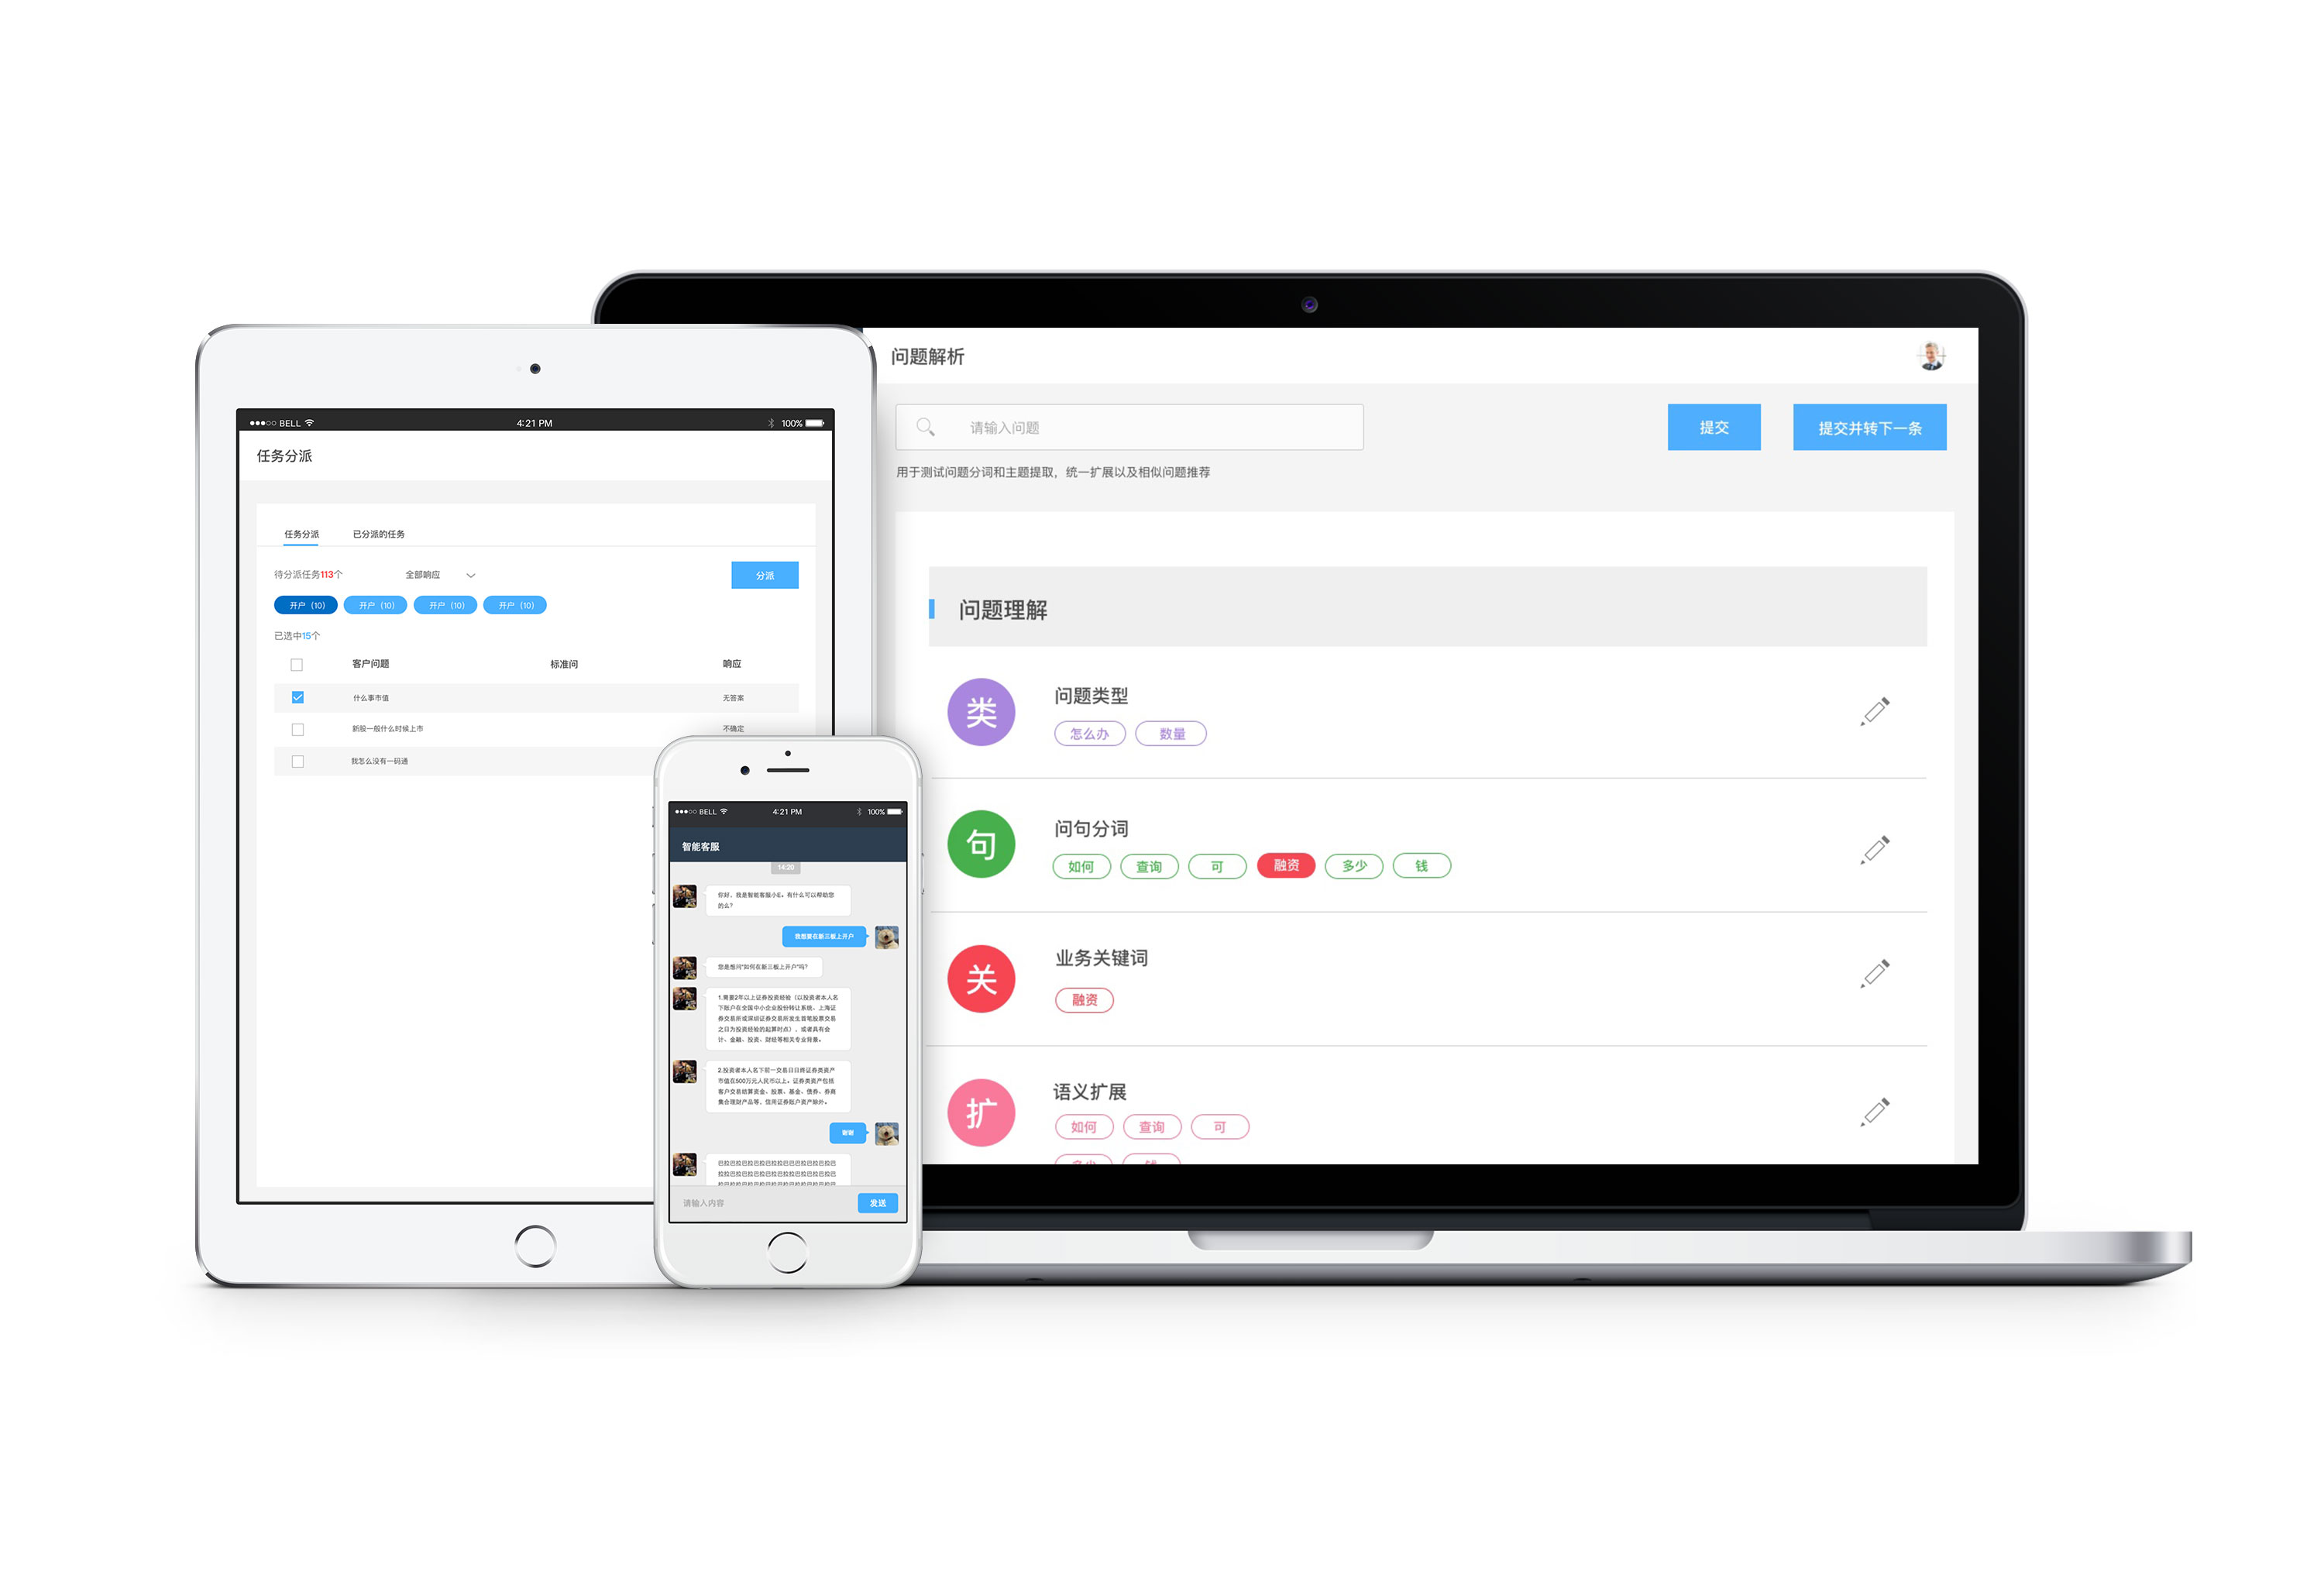 BELL
4:21 PM
100%
任务分派
任务分派
已分派的任务
待分派任务113个
全部响应
分派
开户（10）
开户（10）
开户（10）
开户（10）
已选中15个
客户问题
标准问
响应
什么事市值
无答案
新股一般什么时候上市
不确定
我怎么没有一码通
BELL
4:21 PM
100%
智能客服
14:20
你好，我是智能客服小E。有什么可以帮助您
的么？
我想要在新三板上开户
您是想问“如何在新三板上开户”吗？
1.需要2年以上证券投资经验（以投资者本人名
下账户在全国中小企业股份转让系统、上海证
券交易所或深圳证券交易所发生首笔股票交易
之日为投资经验的起算时点），或者具有会
计、金融、投资、财经等相关专业背景。
2.投资者本人名下前一交易日日终证券类资产
市值在500万元人民币以上。证券类资产包括
客户交易结算资金、股票、基金、债券、券商
集合理财产品等，信用证券账户资产除外。
谢谢
请输入内容
发送
问题解析
请输入问题
提交
提交并转下一条
用于测试问题分词和主题提取，统一扩展以及相似问题推荐
问题理解
类
问题类型
怎么办
数量
句
问句分词
如何
查询
可
融资
多少
钱
关
业务关键词
融资
扩
语义扩展
如何
查询
可
多少
钱